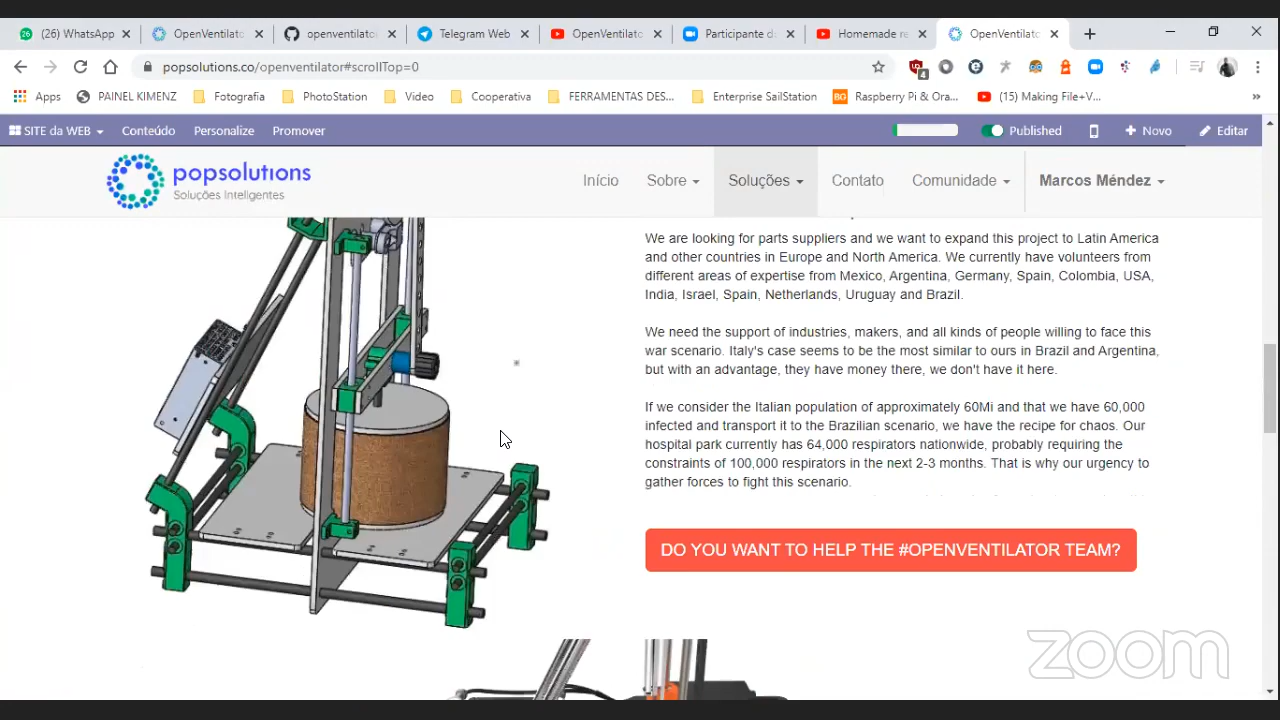 (26) WhatsApp
OpenVentilato
openventilator
Telegram Web
OpenVentilato
Participante d
Homemade re
OpenVentilato
popsolutions.co/openventilator#scrollTop=0
4
Apps
PAINEL KIMENZ
Fotografia
PhotoStation
Video
Cooperativa
FERRAMENTAS DES...
Enterprise SailStation
BG Raspberry Pi & Ora...
(15) Making File+V...
SITE da WEB
Conteúdo
Personalize
Promover
Published
Novo
Editar
popsolutions
Soluções Inteligentes
Início
Sobre
Soluções
Contato
Comunidade
Marcos Méndez
We are looking for parts suppliers and we want to expand this project to Latin America
and other countries in Europe and North America. We currently have volunteers from
different areas of expertise from Mexico, Argentina, Germany, Spain, Colombia, USA,
India, Israel, Spain, Netherlands, Uruguay and Brazil.
We need the support of industries, makers, and all kinds of people willing to face this
war scenario. Italy's case seems to be the most similar to ours in Brazil and Argentina,
but with an advantage, they have money there, we don't have it here.
If we consider the Italian population of approximately 60Mi and that we have 60,000
infected and transport it to the Brazilian scenario, we have the recipe for chaos. Our
hospital park currently has 64,000 respirators nationwide, probably requiring the
constraints of 100,000 respirators in the next 2-3 months. That is why our urgency to
gather forces to fight this scenario.
DO YOU WANT TO HELP THE #OPENVENTILATOR TEAM?
zoom